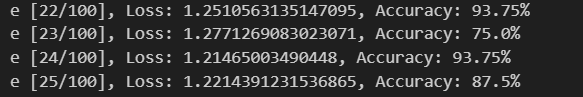 e [22/100], Loss: 1.2510563135147095, Accuracy: 93.75%
e [23/100], Loss: 1.2771269083023071, Accuracy: 75.0%
e [24/100], Loss: 1.21465003490448, Accuracy: 93.75%
e [25/100], Loss: 1.2214391231536865, Accuracy: 87.5%